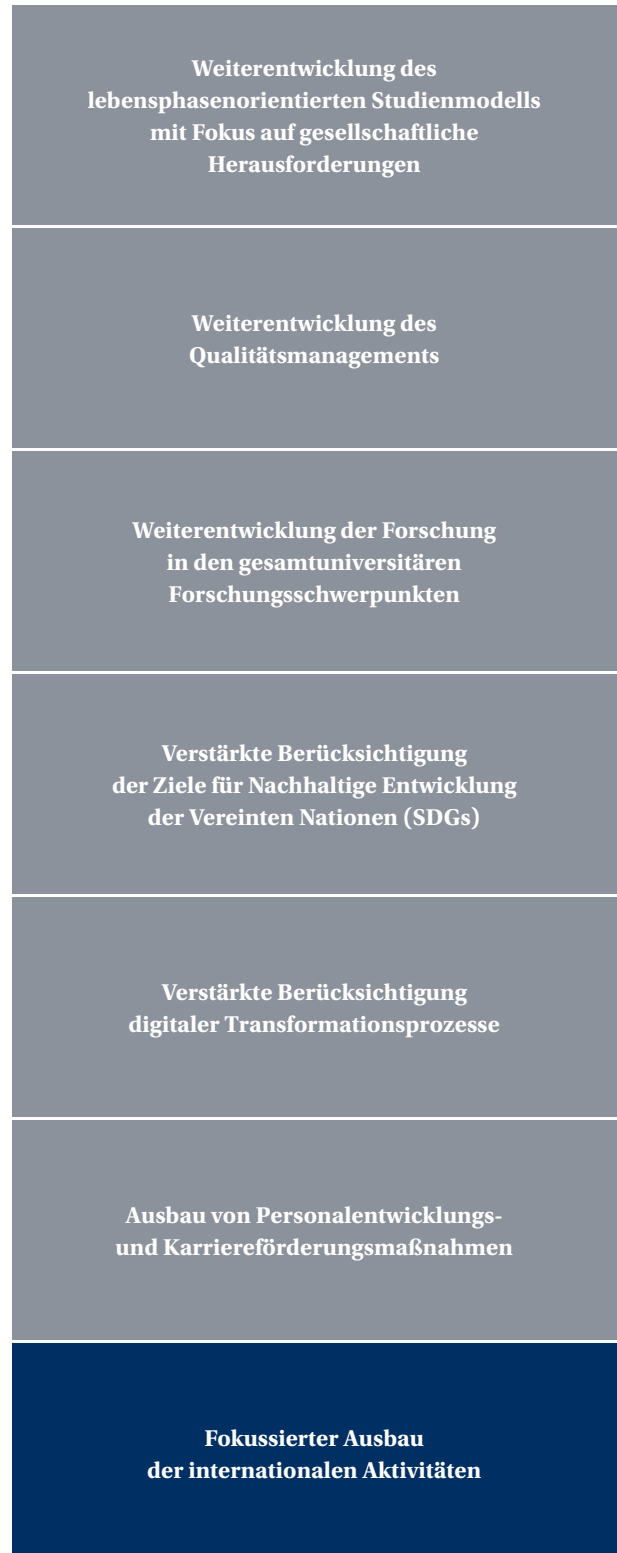 Weiterentwicklung des
lebensphasenorientierten Studienmodells
mit Fokus auf gesellschaftliche
Herausforderungen
Weiterentwicklung des
Qualitätsmanagements
Weiterentwicklung der Forschung
in den gesamtuniversitären
Forschungsschwerpunkten
Verstärkte Berücksichtigung
der Ziele für Nachhaltige Entwicklung
der Vereinten Nationen (SDGs)
Verstärkte Berücksichtigung
digitaler Transformationsprozesse
Ausbau von Personalentwicklungs-
und Karriereförderungsmaßnahmen
Fokussierter Ausbau
der internationalen Aktivitäten